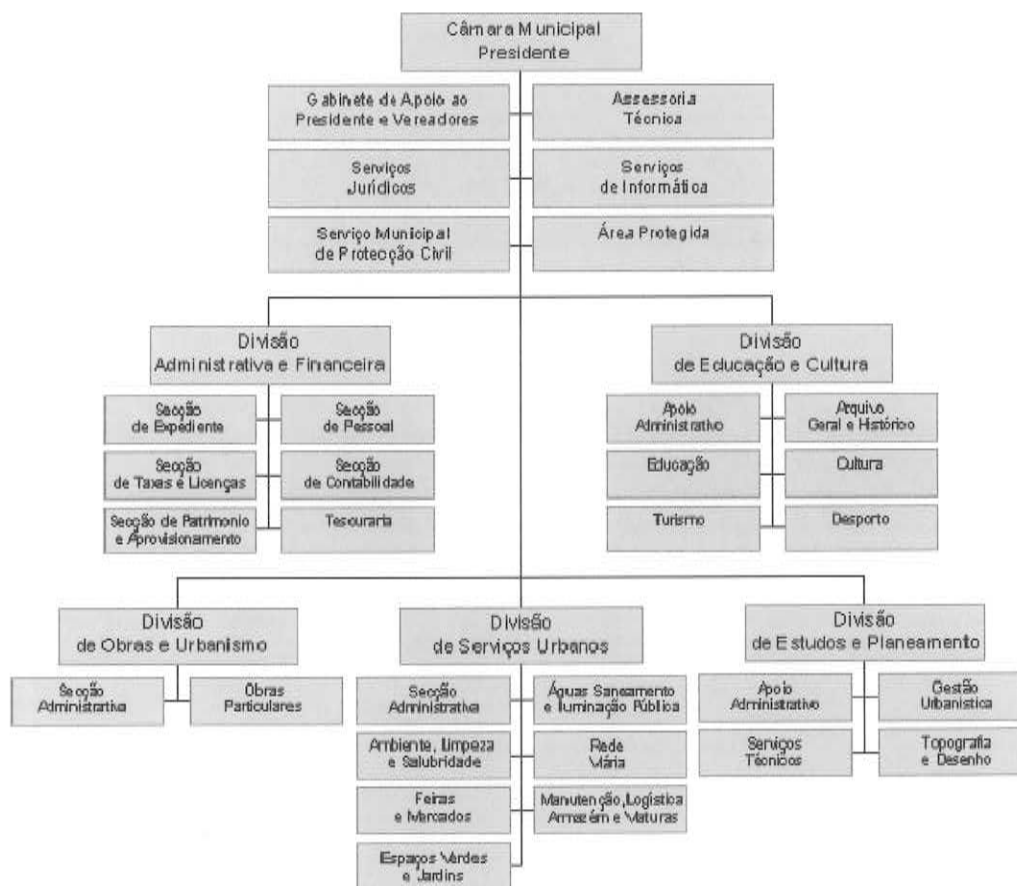 Câmara Municipal
Presidente
Gabinete de Apoio ao
Presidente e Vereadores
Assessoria
Técnica
Serviços
Jurídicos
Serviços
de Informática
Serviço Municipal
de Protecção Civil
Área Protegida
Divisão
Administrativa e Financeira
Secção
de Expediente
Secção
de Pessoal
Secção
de Taxas e Licenças
Secção
de Contabilidade
Secção de Patrimonio
e Aprovisionamento
Tesouraria
Divisão
de Educação e Cultura
Apoio
Administrativo
Arquivo
Geral e Histórico
Educação
Cultura
Turismo
Desporto
Divisão
de Obras e Urbanismo
Secção
Administrativa
Obras
Particulares
Divisão
de Serviços Urbanos
Secção
Administrativa
Águas Saneamento
e Iluminação Pública
Ambiente, Limpeza
e Salubridade
Rede
Viária
Feiras
e Mercados
Manutenção, Logística
Armazém e Viaturas
Espaços Verdes
e Jardins
Divisão
de Estudos e Planeamento
Apoio
Administrativo
Gestão
Urbanistica
Serviços
Técnicos
Topografia
e Desenho